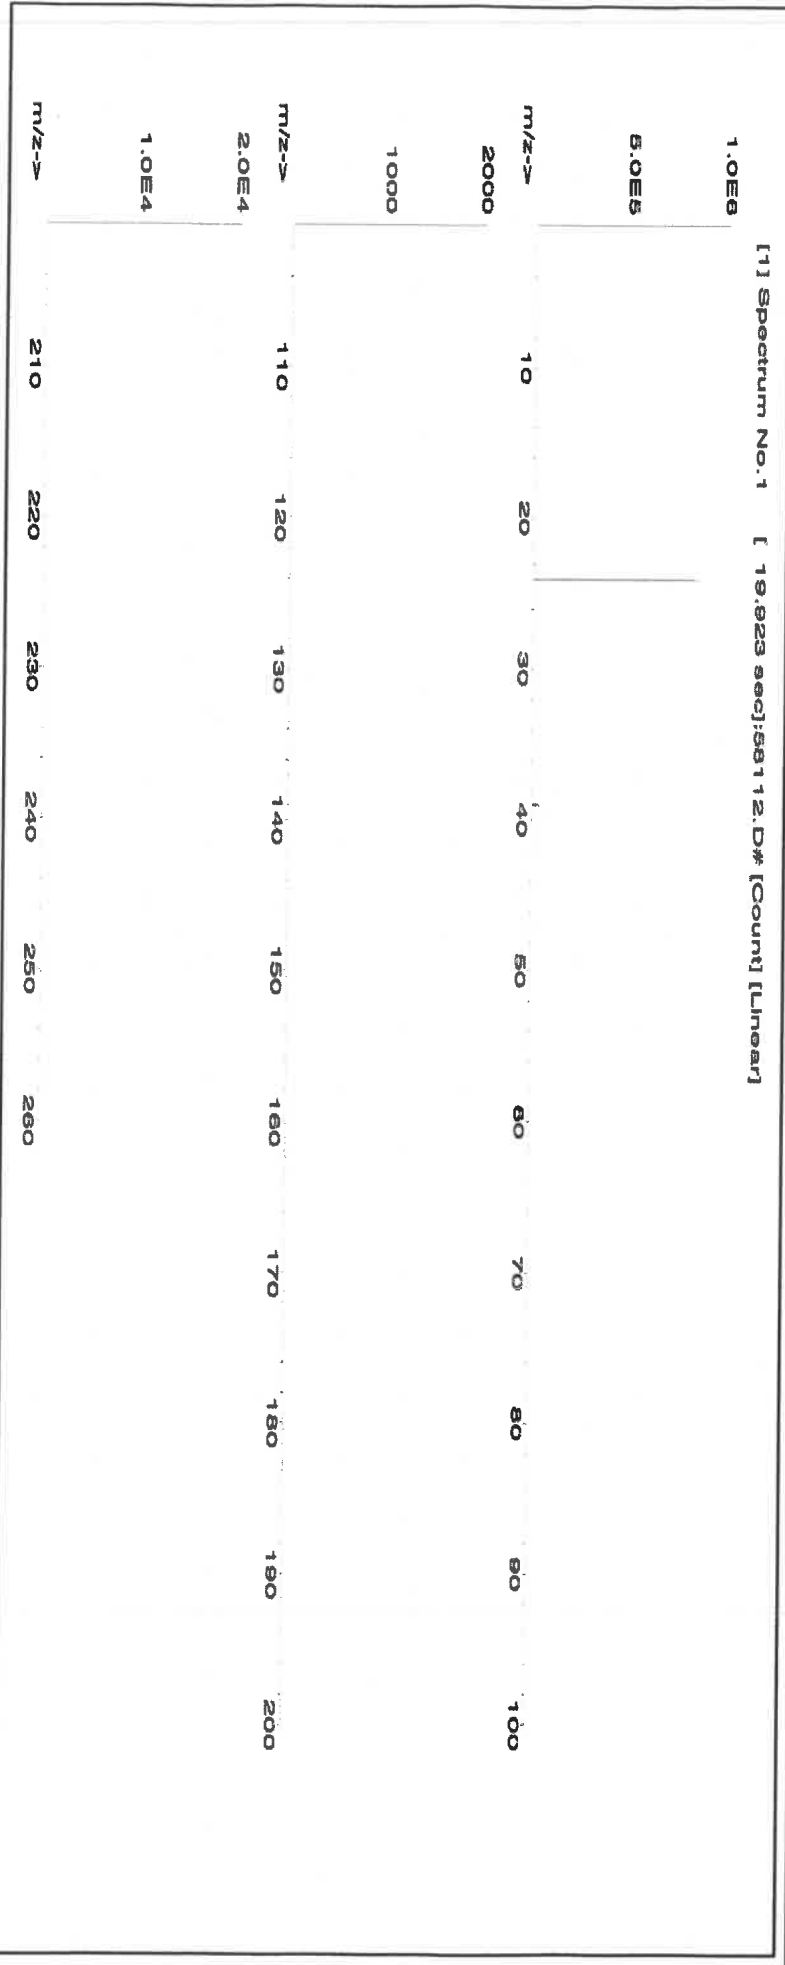 [1] Spectrum No.1 [ 19.923 sec]:58112.D# [Count] [Linear]
1.0E6
5.0E5
m/z-> 10 20 30 40 50 60 70 80 90 100
2000
1000
m/z-> 110 120 130 140 150 160 170 180 190 200
2.0E4
1.0E4
m/z-> 210 220 230 240 250 260